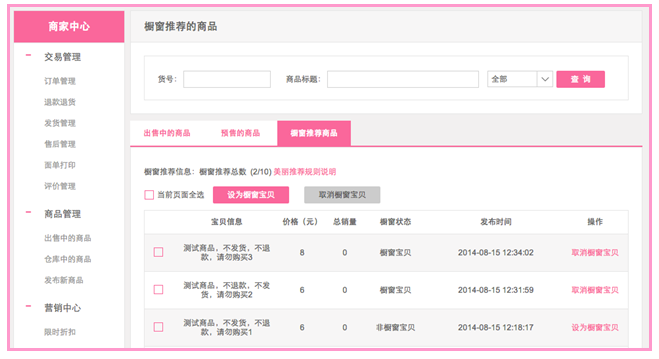 商家中心
交易管理
订单管理
退款退货
发货管理
售后管理
面单打印
评价管理
商品管理
出售中的商品
仓库中的商品
发布新商品
营销中心
限时折扣
橱窗推荐的商品
货号：
商品标题：
全部
查 询
出售中的商品
预售的商品
橱窗推荐商品
橱窗推荐信息：橱窗推荐总数 (2/10) 美丽推荐规则说明
当前页面全选
设为橱窗宝贝
取消橱窗宝贝
宝贝信息 价格（元） 总销量 橱窗状态 发布时间 操作
测试商品，不发货，不退
款，请勿购买3
8 0 橱窗宝贝 2014-08-15 12:34:02 取消橱窗宝贝
测试商品，不退款，不发
货，请勿购买2
6 0 橱窗宝贝 2014-08-15 12:31:59 取消橱窗宝贝
测试商品，不发货，不退
款，请勿购买1
6 0 非橱窗宝贝 2014-08-15 12:18:17 设为橱窗宝贝